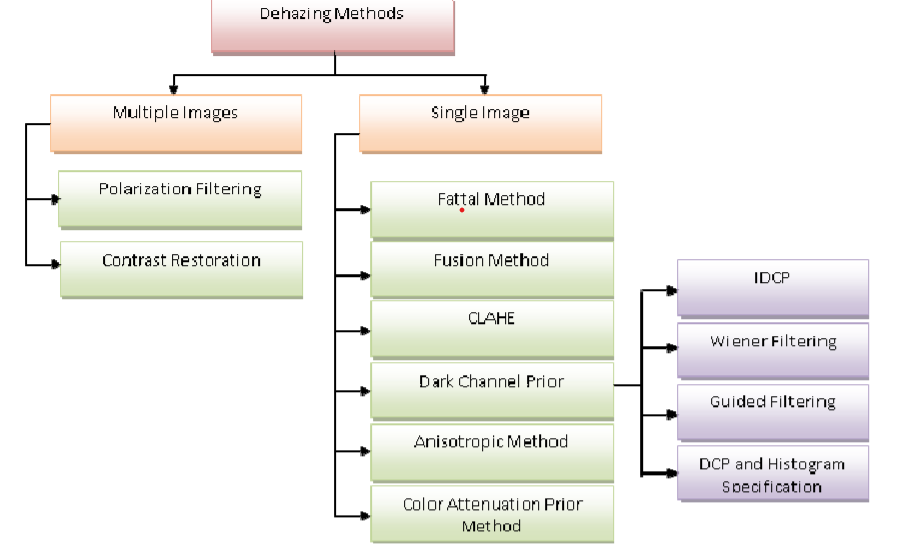 Dehazing Methods
Multiple Images
Single Image
Polarization Filtering
Contrast Restoration
Fattal Method
Fusion Method
CLAHE
Dark Channel Prior
Anisotropic Method
Color Attenuation Prior
Method
IDCP
Wiener Filtering
Guided Filtering
DCP and Histogram
Specification